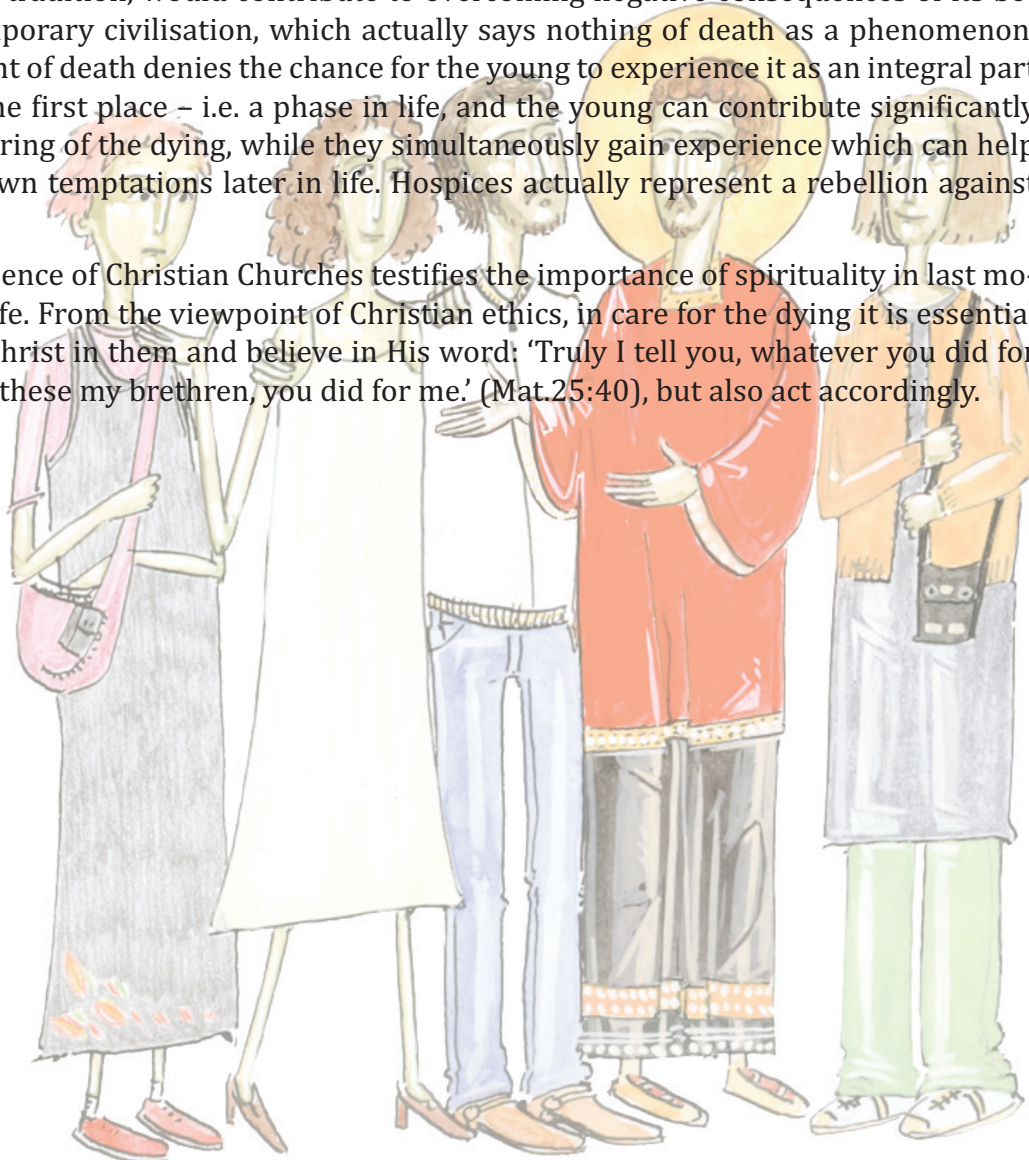 tradition, would contribute to overcoming negative consequences of its
porary civilisation, which actually says nothing of death as a phenomenon
nt of death denies the chance for the young to experience it as an integral part
he first place – i.e. a phase in life, and the young can contribute significantly
ring of the dying, while they simultaneously gain experience which can help
wn temptations later in life. Hospices actually represent a rebellion against
ence of Christian Churches testifies the importance of spirituality in last mo-
fe. From the viewpoint of Christian ethics, in care for the dying it is essentia
hrist in them and believe in His word: ‘Truly I tell you, whatever you did for
these my brethren, you did for me.’ (Mat.25:40), but also act accordingly.